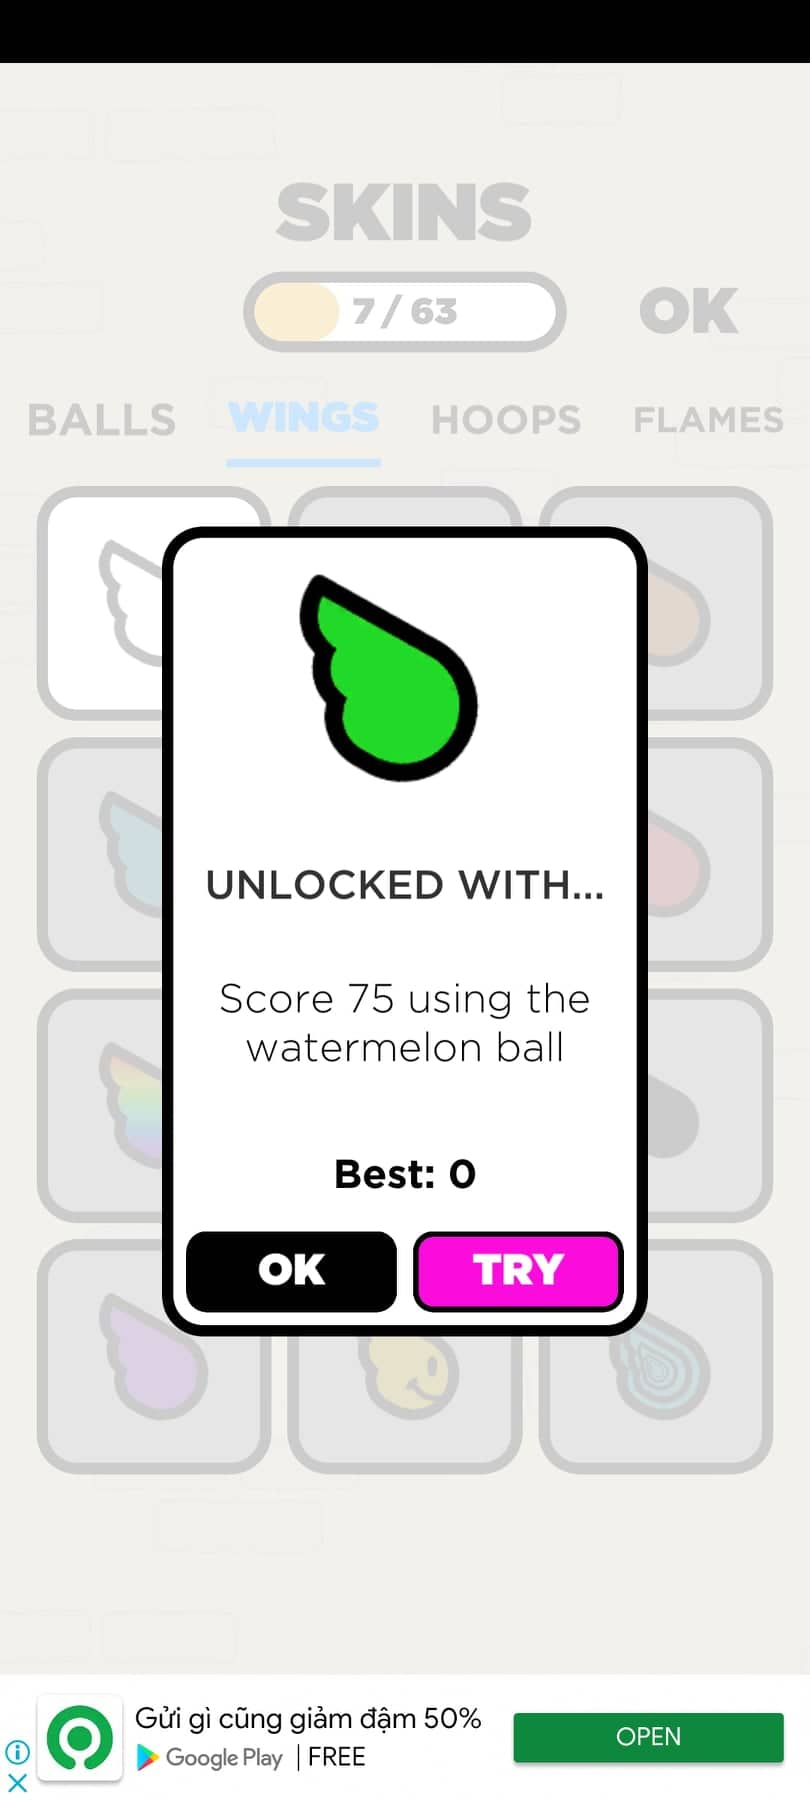 SKINS
7 / 63
OK
BALLS WINGS HOOPS FLAMES
UNLOCKED WITH...
Score 75 using the
watermelon ball
Best: 0
OK TRY
Gửi gì cũng giảm đậm 50%
Google Play | FREE
OPEN